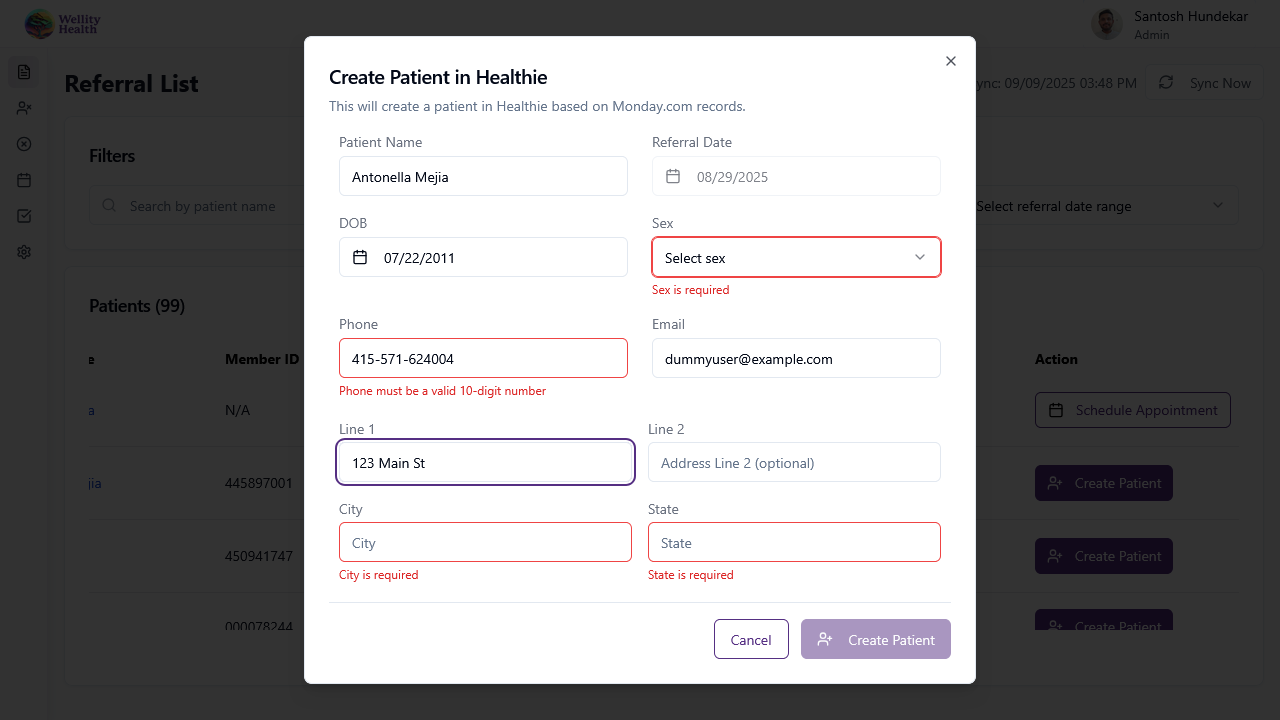 Wellity
Health
Santosh Hundekar
Admin
Referral List
ync: 09/09/2025 03:48 PM
Sync Now
Filters
Search by patient name
Select referral date range
Patients (99)
e
Member ID
Action
a
N/A
Schedule Appointment
jia
445897001
Create Patient
450941747
Create Patient
000078244
Create Patient
Create Patient in Healthie
This will create a patient in Healthie based on Monday.com records.
Patient Name
Referral Date
Antonella Mejia
08/29/2025
DOB
Sex
07/22/2011
Select sex
Sex is required
Phone
Email
415-571-624004
dummyuser@example.com
Phone must be a valid 10-digit number
Line 1
Line 2
123 Main St
Address Line 2 (optional)
City
State
City
State
City is required
State is required
Cancel
Create Patient